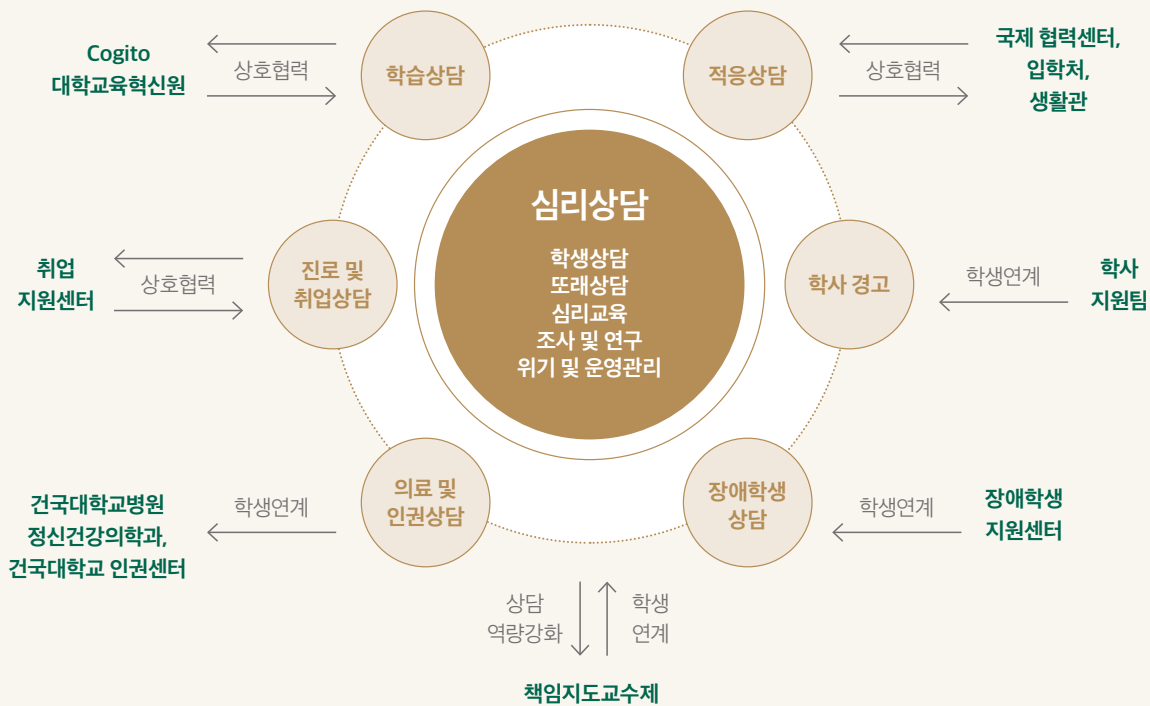 Cogito
대학교육혁신원
상호협력
학습상담
적응상담
상호협력
국제 협력센터,
입학처,
생활관
심리상담
학생상담
또래상담
심리교육
조사 및 연구
위기 및 운영관리
취업
지원센터
상호협력
진로 및
취업상담
학사 경고
학생연계
학사
지원팀
건국대학교병원
정신건강의학과,
건국대학교 인권센터
학생연계
의료 및
인권상담
장애학생
상담
학생연계
장애학생
지원센터
상담
역량강화
학생
연계
책임지도교수제